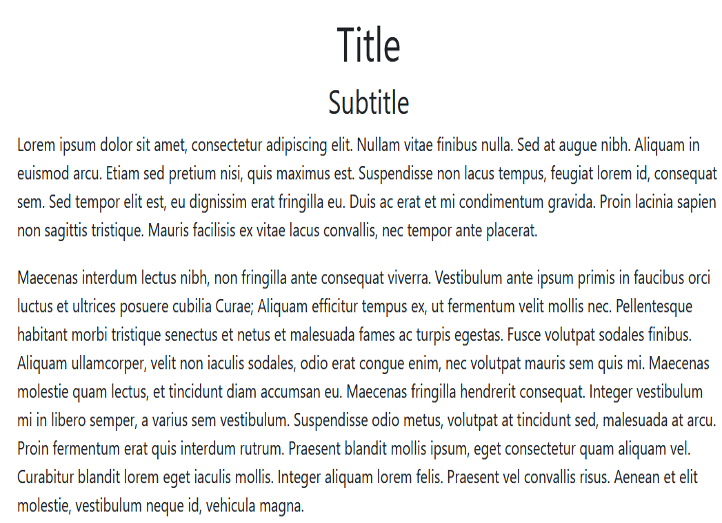 Title
Subtitle
Lorem ipsum dolor sit amet, consectetur adipiscing elit. Nullam vitae finibus nulla. Sed at augue nibh. Aliquam in
euismod arcu. Etiam sed pretium nisi, quis maximus est. Suspendisse non lacus tempus, feugiat lorem id, consequat
sem. Sed tempor elit est, eu dignissim erat fringilla eu. Duis ac erat et mi condimentum gravida. Proin lacinia sapien
non sagittis tristique. Mauris facilisis ex vitae lacus convallis, nec tempor ante placerat.
Maecenas interdum lectus nibh, non fringilla ante consequat viverra. Vestibulum ante ipsum primis in faucibus orci
luctus et ultrices posuere cubilia Curae; Aliquam efficitur tempus ex, ut fermentum velit mollis nec. Pellentesque
habitant morbi tristique senectus et netus et malesuada fames ac turpis egestas. Fusce volutpat sodales finibus.
Aliquam ullamcorper, velit non iaculis sodales, odio erat congue enim, nec volutpat mauris sem quis mi. Maecenas
molestie quam lectus, et tincidunt diam accumsan eu. Maecenas fringilla hendrerit consequat. Integer vestibulum
mi in libero semper, a varius sem vestibulum. Suspendisse odio metus, volutpat at tincidunt sed, malesuada at arcu.
Proin fermentum erat quis interdum rutrum. Praesent blandit mollis ipsum, eget consectetur quam aliquam vel.
Curabitur blandit lorem eget iaculis mollis. Integer aliquam lorem felis. Praesent vel convallis risus. Aenean et elit
molestie, vestibulum neque id, vehicula magna.